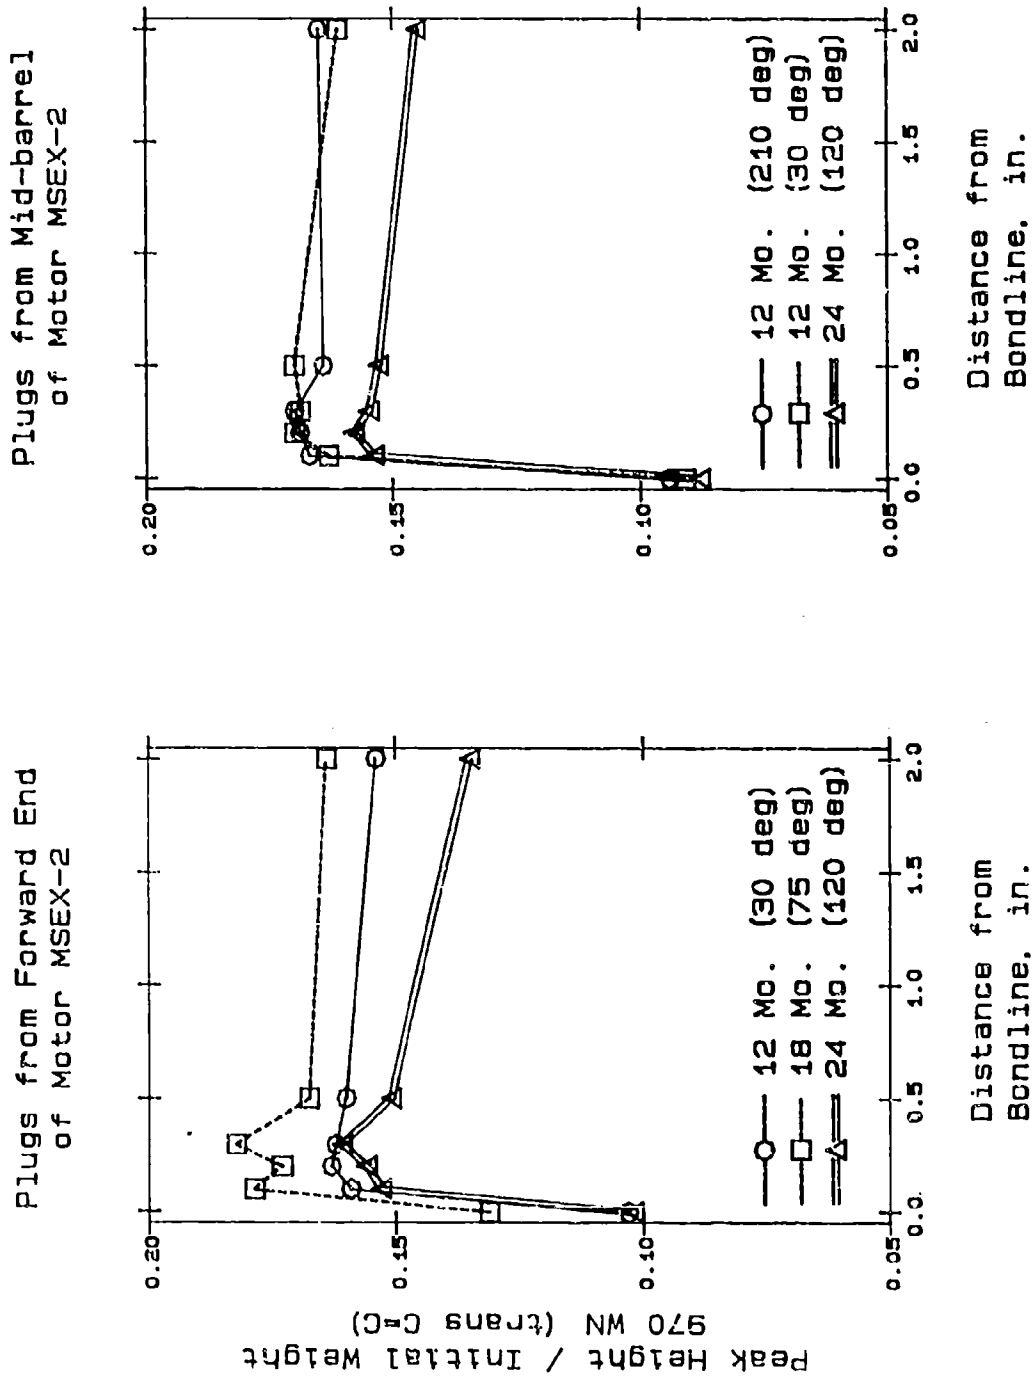 Plugs from Forward End
of Motor MSEX-2
Peak Height / Initial Weight
970 WN (trans C=C)
0.20
0.15
0.10
0.05
12 Mo. (30 deg)
18 Mo. (75 deg)
24 Mo. (120 deg)
0.0
0.5
1.0
1.5
2.0
Distance from
Bondline, in.
Plugs from Mid-barrel
of Motor MSEX-2
0.20
0.15
0.10
0.05
12 Mo. (210 deg)
12 Mo. (30 deg)
24 Mo. (120 deg)
0.0
0.5
1.0
1.5
2.0
Distance from
Bondline, in.